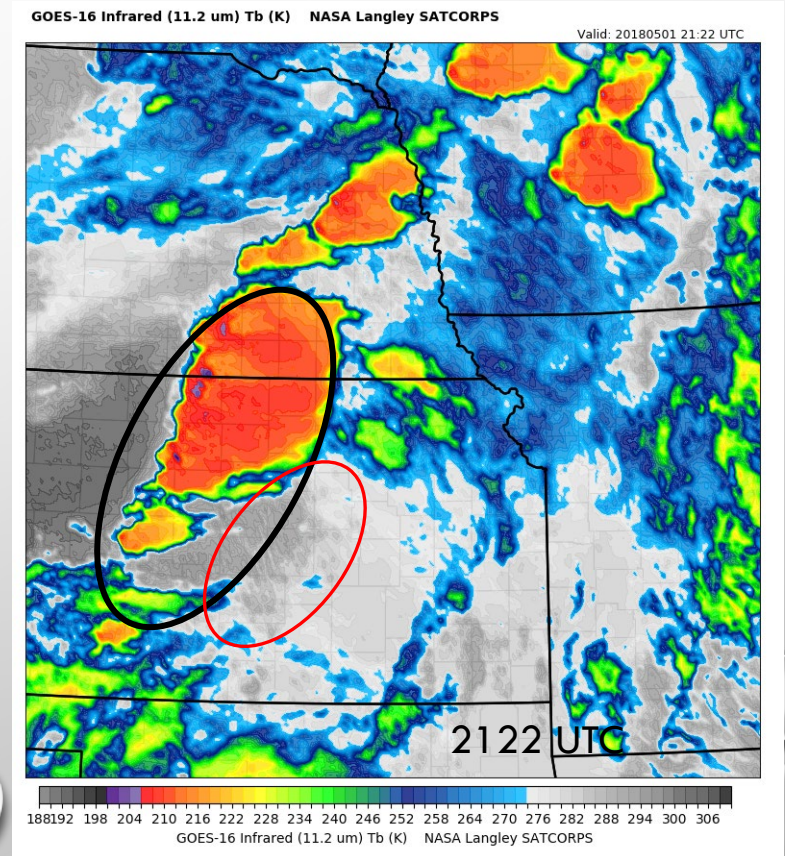 GOES-16 Infrared (11.2 um) Tb (K) NASA Langley SATCORPS
Valid: 20180501 21:22 UTC
2122 UTC
188 192 198 204 210 216 222 228 234 240 246 252 258 264 270 276 282 288 294 300 306
GOES-16 Infrared (11.2 um) Tb (K) NASA Langley SATCORPS